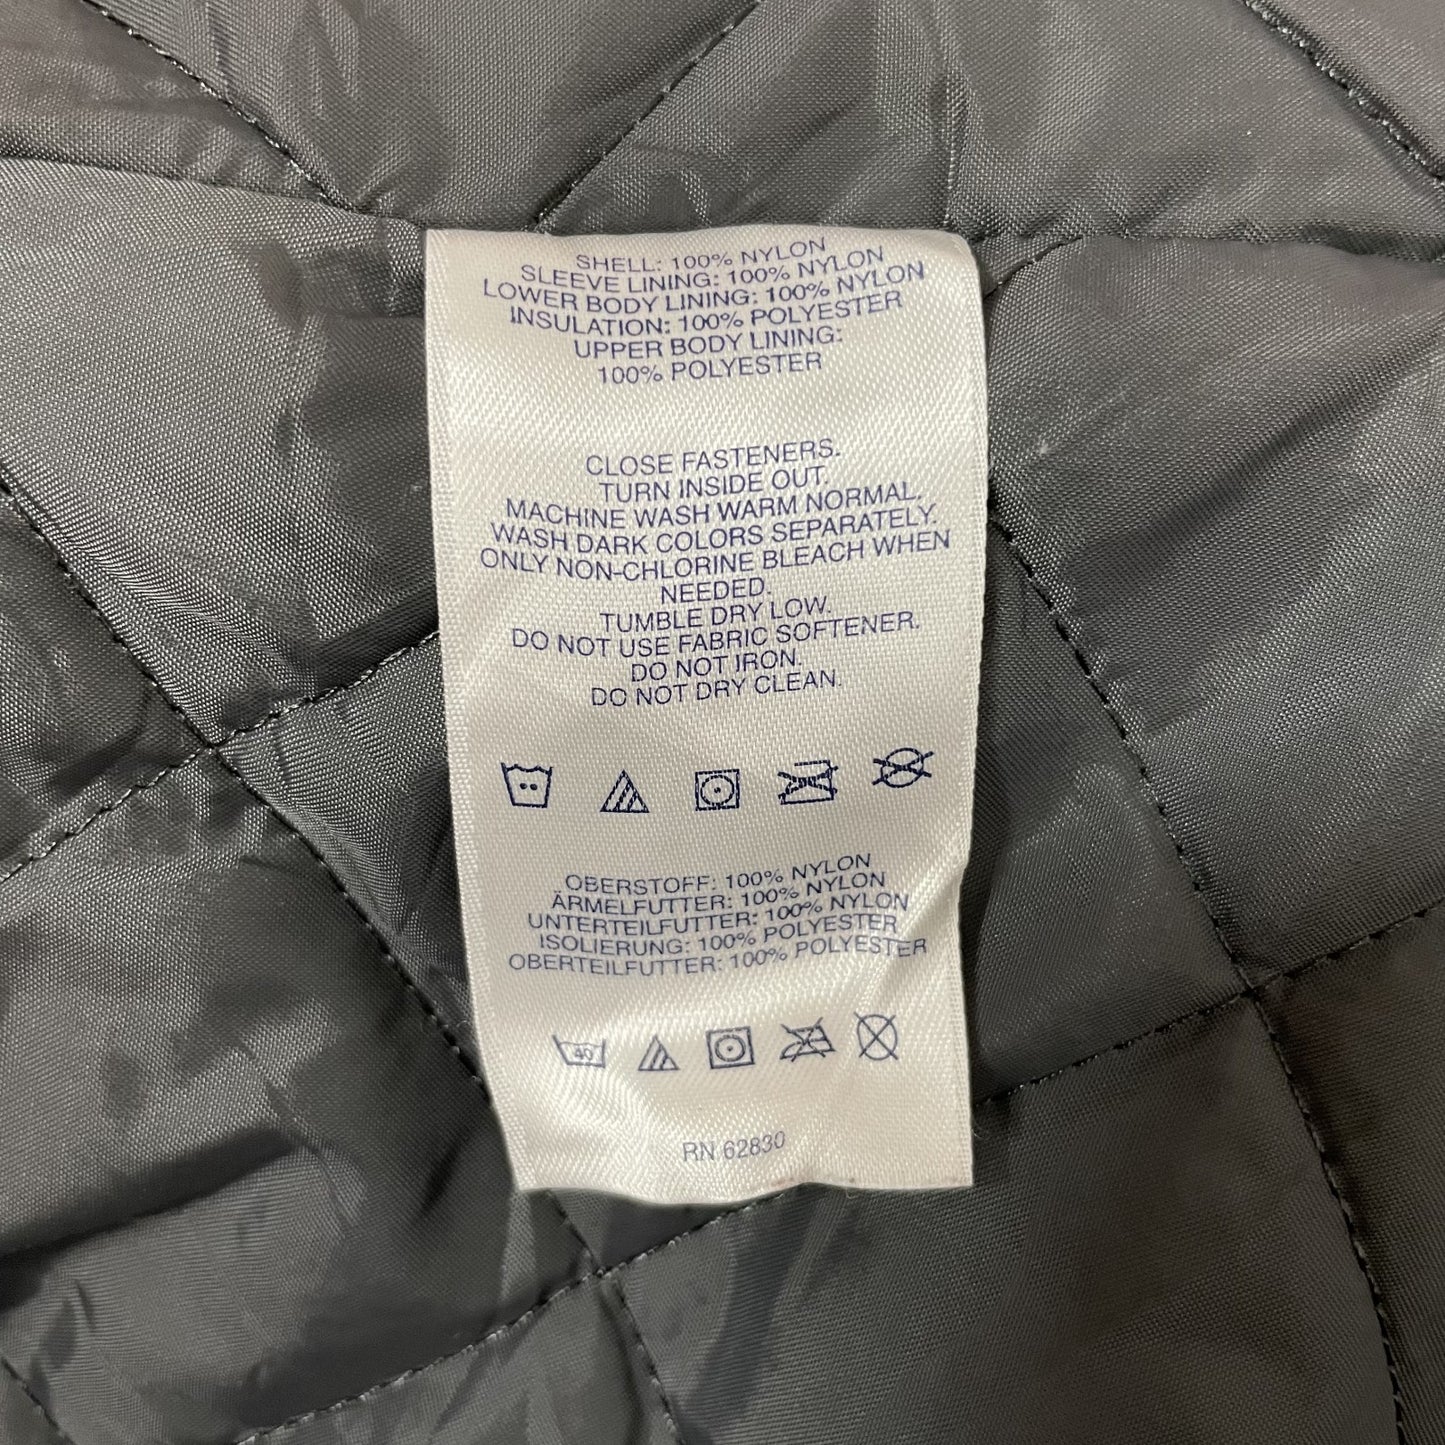 SHELL: 100% NYLON
SLEEVE LINING: 100% NYLON
LOWER BODY LINING: 100% NYLON
INSULATION: 100% POLYESTER
UPPER BODY LINING:
100% POLYESTER
CLOSE FASTENERS.
TURN INSIDE OUT.
MACHINE WASH WARM NORMAL.
WASH DARK COLORS SEPARATELY.
ONLY NON-CHLORINE BLEACH WHEN
NEEDED.
TUMBLE DRY LOW.
DO NOT USE FABRIC SOFTENER.
DO NOT IRON.
DO NOT DRY CLEAN.
OBERSTOFF: 100% NYLON
ÄRMELFUTTER: 100% NYLON
UNTERTEILFUTTER: 100% NYLON
ISOLIERUNG: 100% POLYESTER
OBERTEILFUTTER: 100% POLYESTER
40
RN 62830